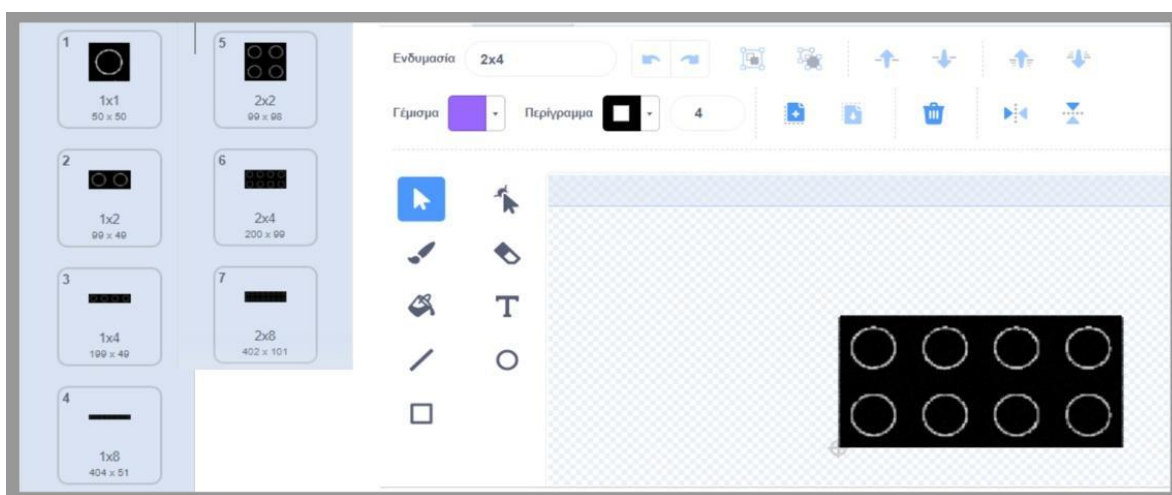 1
1x1
50 x 50
2
1x2
99 x 49
3
1x4
199 x 49
4
1x8
404 x 51
5
2x2
99 x 98
6
2x4
200 x 99
7
2x8
402 x 101
Ενδυμασία 2x4
Γέμισμα Περίγραμμα 4
T